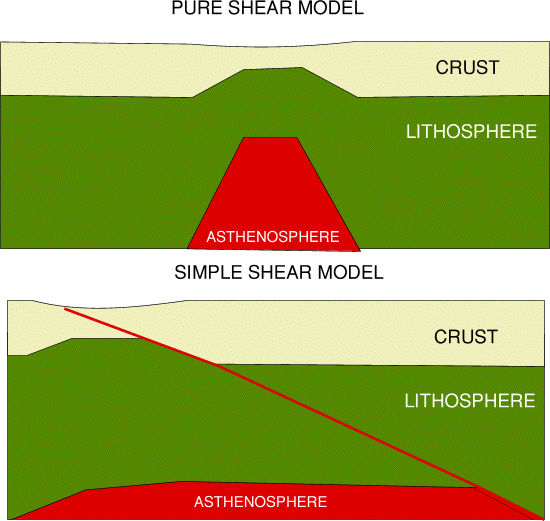 PURE SHEAR MODEL
CRUST
LITHOSPHERE
ASTHENOSPHERE
SIMPLE SHEAR MODEL
CRUST
LITHOSPHERE
ASTHENOSPHERE